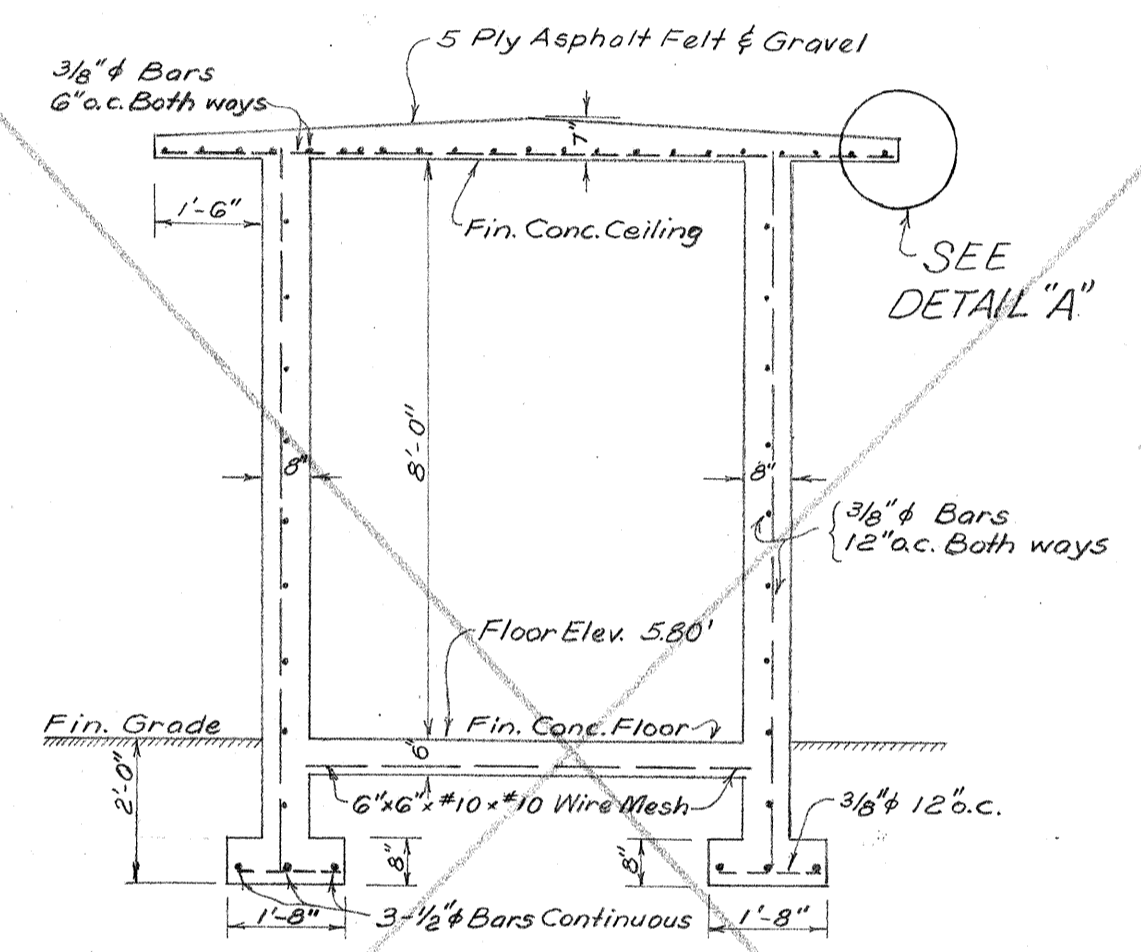 5 Ply Asphalt Felt & Gravel
3/8"φ Bars
6"o.c. Both ways
7"
1'-6"
Fin. Conc. Ceiling
SEE
DETAIL "A"
8'-0"
8"
8"
3/8"φ Bars
12"o.c. Both ways
Floor Elev. 5.80'
Fin. Grade
Fin. Conc. Floor
6"
2'-0"
6"x6"x #10 x #10 Wire Mesh
3/8"φ 12"o.c.
8"
8"
1'-8"
3-1/2"φ Bars Continuous
1'-8"